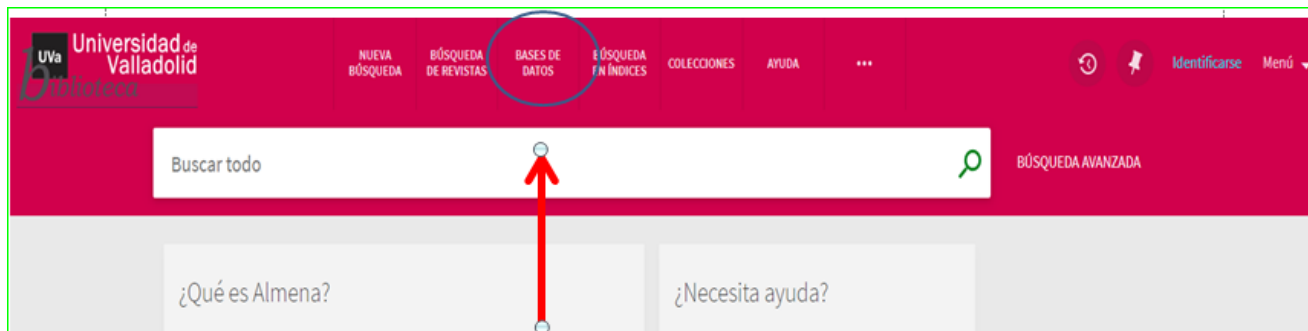 UVa Universidad de
Valladolid
biblioteca
NUEVA
BÚSQUEDA
BÚSQUEDA
DE REVISTAS
BASES DE
DATOS
BÚSQUEDA
EN ÍNDICES
COLECCIONES
AYUDA
•••
Identificarse
Menú
Buscar todo
BÚSQUEDA AVANZADA
¿Qué es Almena?
¿Necesita ayuda?